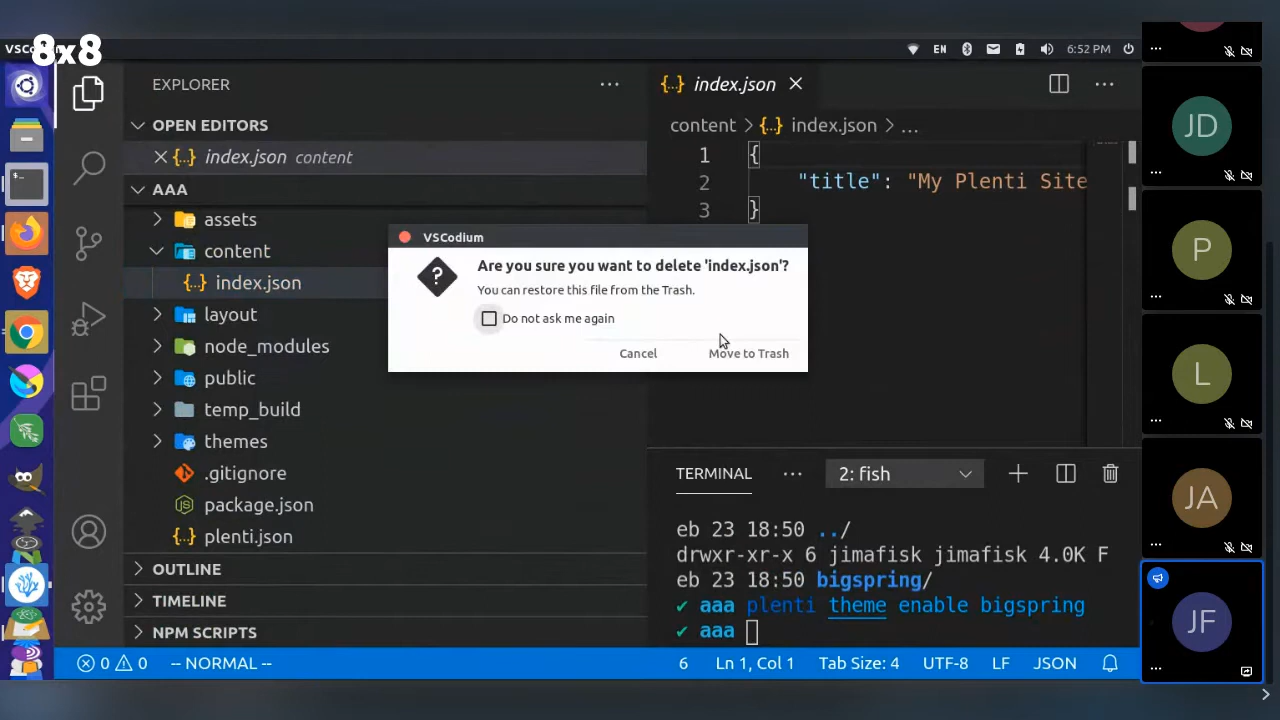 8x8
VSCodium
EN
6:52 PM
EXPLORER
OPEN EDITORS
index.json content
AAA
assets
content
index.json
layout
node_modules
public
temp_build
themes
.gitignore
package.json
plenti.json
OUTLINE
TIMELINE
NPM SCRIPTS
index.json
content > index.json > ...
1 {
2 "title": "My Plenti Site
3 }
VSCodium
Are you sure you want to delete 'index.json'?
You can restore this file from the Trash.
Do not ask me again
Cancel
Move to Trash
TERMINAL
2: fish
eb 23 18:50 ../
drwxr-xr-x 6 jimafisk jimafisk 4.0K F
eb 23 18:50 bigspring/
✔ aaa plenti theme enable bigspring
✔ aaa
0 0
-- NORMAL --
6
Ln 1, Col 1
Tab Size: 4
UTF-8
LF
JSON
JD
P
L
JA
JF